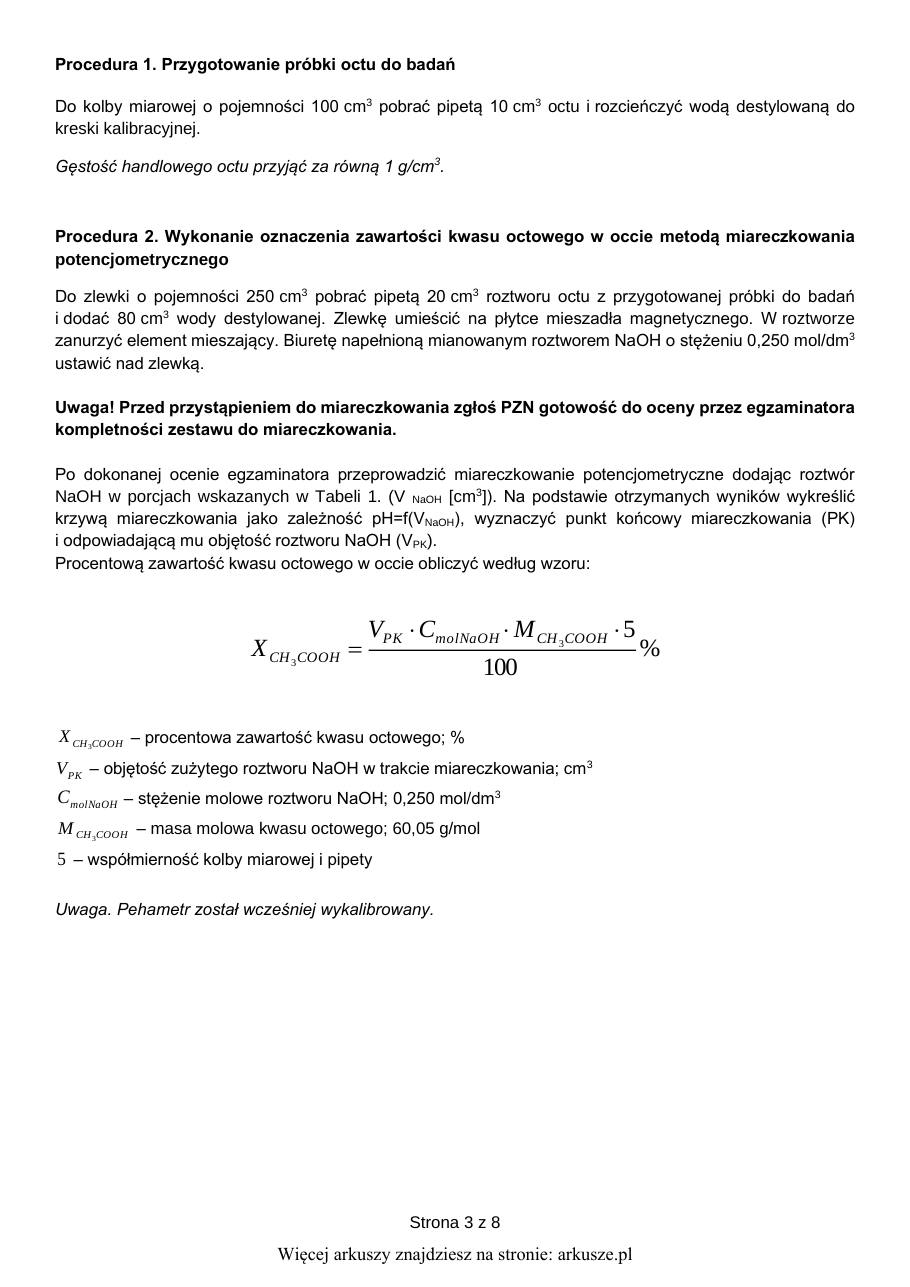 Procedura 1. Przygotowanie próbki octu do badań
Do kolby miarowej o pojemności 100 cm³ pobrać pipetą 10 cm³ octu i rozcieńczyć wodą destylowaną do
kreski kalibracyjnej.
Gęstość handlowego octu przyjąć za równą 1 g/cm³.
Procedura 2. Wykonanie oznaczenia zawartości kwasu octowego w occie metodą miareczkowania
potencjometrycznego
Do zlewki o pojemności 250 cm³ pobrać pipetą 20 cm³ roztworu octu z przygotowanej próbki do badań
i dodać 80 cm³ wody destylowanej. Zlewkę umieścić na płytce mieszadła magnetycznego. W roztworze
zanurzyć element mieszający. Biuretę napełnioną mianowanym roztworem NaOH o stężeniu 0,250 mol/dm³
ustawić nad zlewką.
Uwaga! Przed przystąpieniem do miareczkowania zgłoś PZN gotowość do oceny przez egzaminatora
kompletności zestawu do miareczkowania.
Po dokonanej ocenie egzaminatora przeprowadzić miareczkowanie potencjometryczne dodając roztwór
NaOH w porcjach wskazanych w Tabeli 1. (V NaOH [cm³]). Na podstawie otrzymanych wyników wykreślić
krzywą miareczkowania jako zależność pH=f(VNaOH), wyznaczyć punkt końcowy miareczkowania (PK)
i odpowiadającą mu objętość roztworu NaOH (VPK).
Procentową zawartość kwasu octowego w occie obliczyć według wzoru:
X CH₃COOH = VPK · CmolNaOH · M CH₃COOH · 5 / 100 %
X CH₃COOH – procentowa zawartość kwasu octowego; %
VPK – objętość zużytego roztworu NaOH w trakcie miareczkowania; cm³
CmolNaOH – stężenie molowe roztworu NaOH; 0,250 mol/dm³
M CH₃COOH – masa molowa kwasu octowego; 60,05 g/mol
5 – współmierność kolby miarowej i pipety
Uwaga. Pehametr został wcześniej wykalibrowany.
Strona 3 z 8
Więcej arkuszy znajdziesz na stronie: arkusze.pl